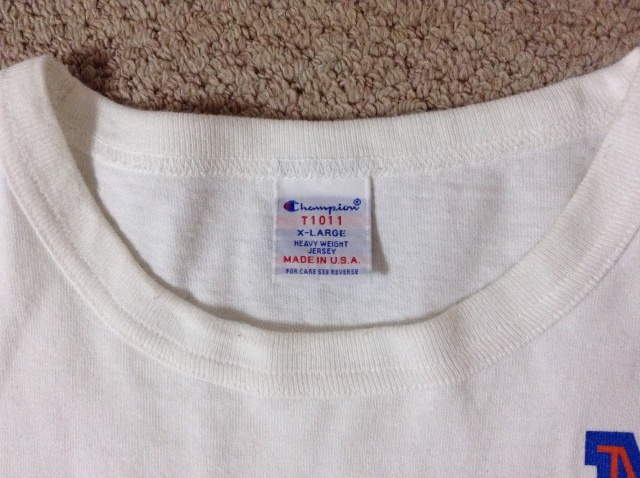 Champion®
T1011
X-LARGE
HEAVY WEIGHT
JERSEY
MADE IN U.S.A.
FOR CARE SEE REVERSE